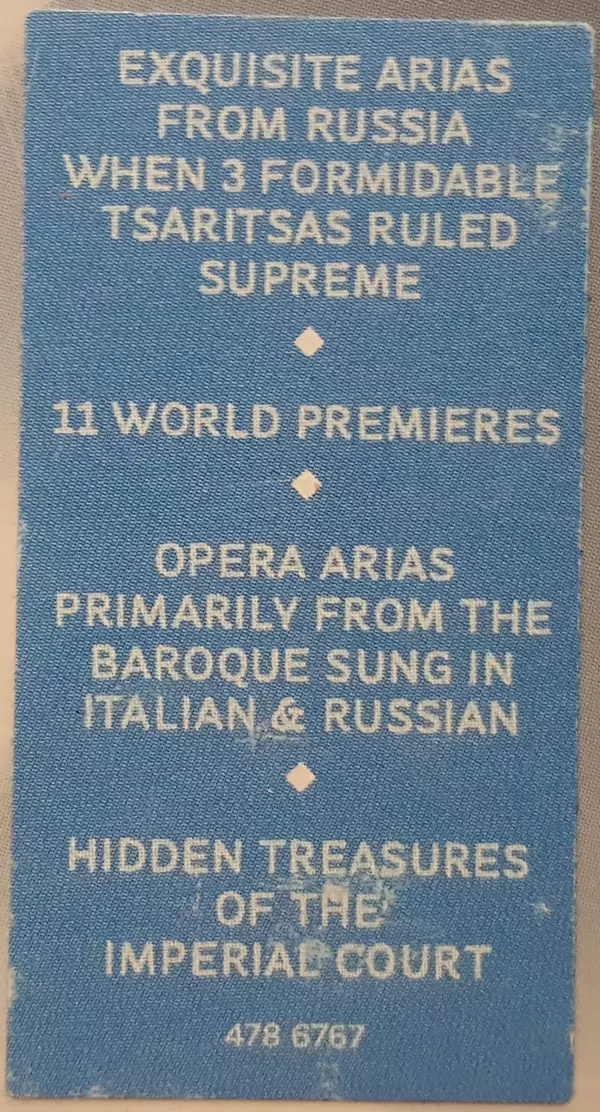 EXQUISITE ARIAS
FROM RUSSIA
WHEN 3 FORMIDABLE
TSARITSAS RULED
SUPREME
11 WORLD PREMIERES
OPERA ARIAS
PRIMARILY FROM THE
BAROQUE SUNG IN
ITALIAN & RUSSIAN
HIDDEN TREASURES
OF THE
IMPERIAL COURT
478 6767